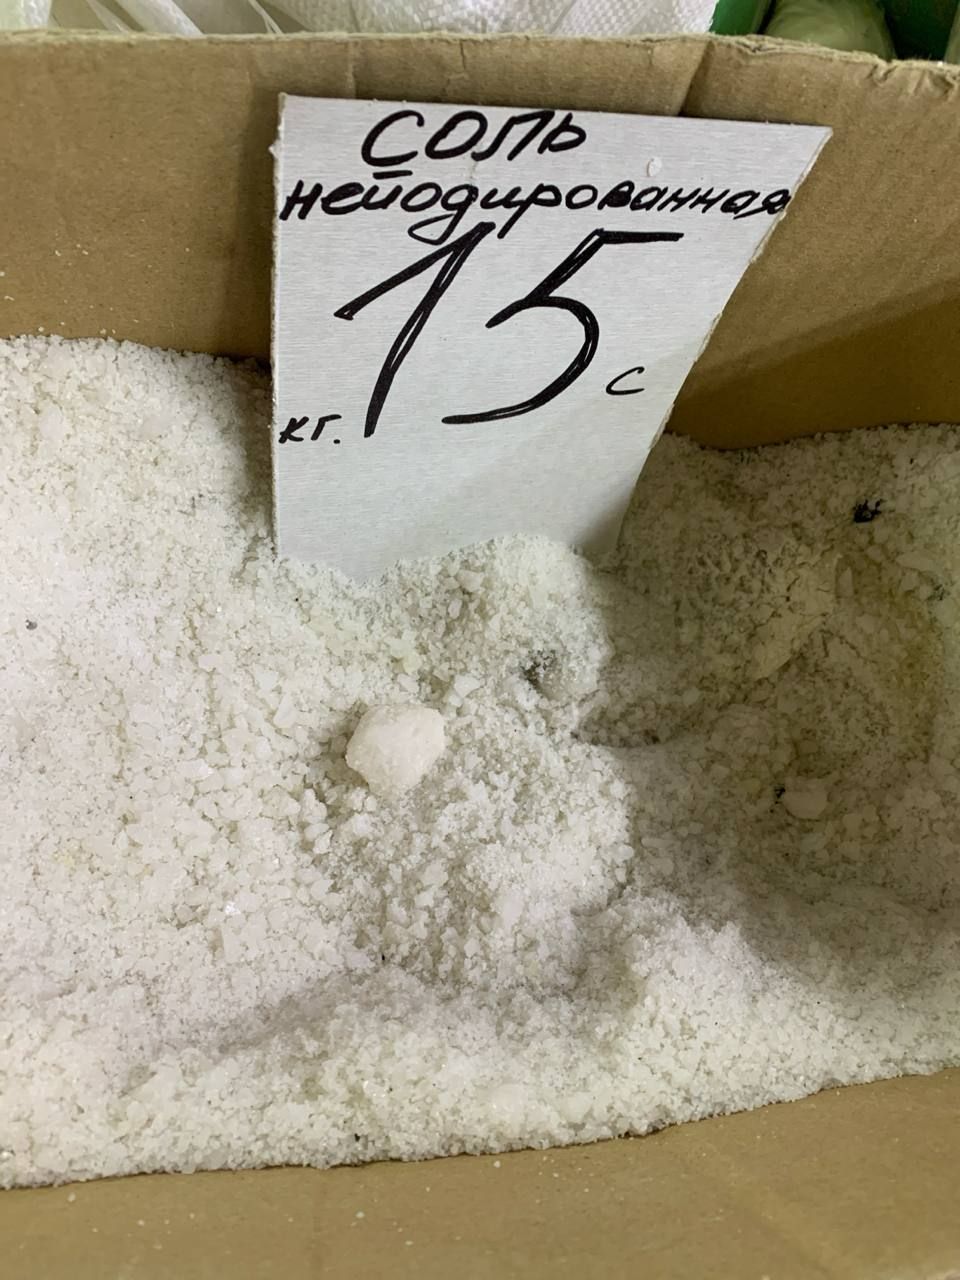 соль
нейодированная
15 с
кг.